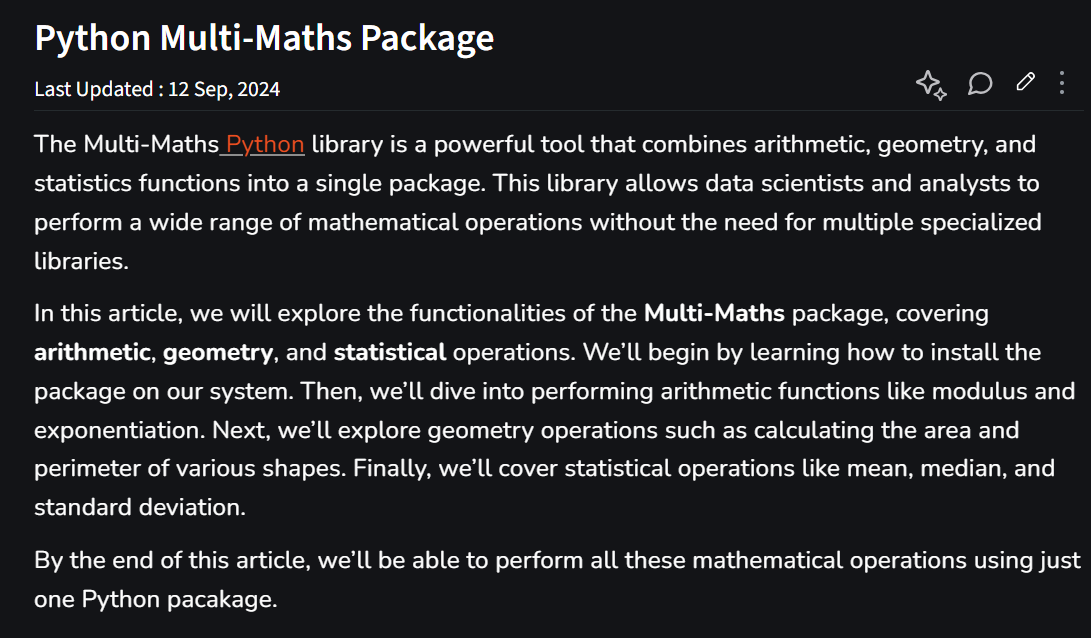 Python Multi-Maths Package
Last Updated : 12 Sep, 2024
The Multi-Maths Python library is a powerful tool that combines arithmetic, geometry, and
statistics functions into a single package. This library allows data scientists and analysts to
perform a wide range of mathematical operations without the need for multiple specialized
libraries.
In this article, we will explore the functionalities of the Multi-Maths package, covering
arithmetic, geometry, and statistical operations. We’ll begin by learning how to install the
package on our system. Then, we’ll dive into performing arithmetic functions like modulus and
exponentiation. Next, we’ll explore geometry operations such as calculating the area and
perimeter of various shapes. Finally, we’ll cover statistical operations like mean, median, and
standard deviation.
By the end of this article, we’ll be able to perform all these mathematical operations using just
one Python pacakage.